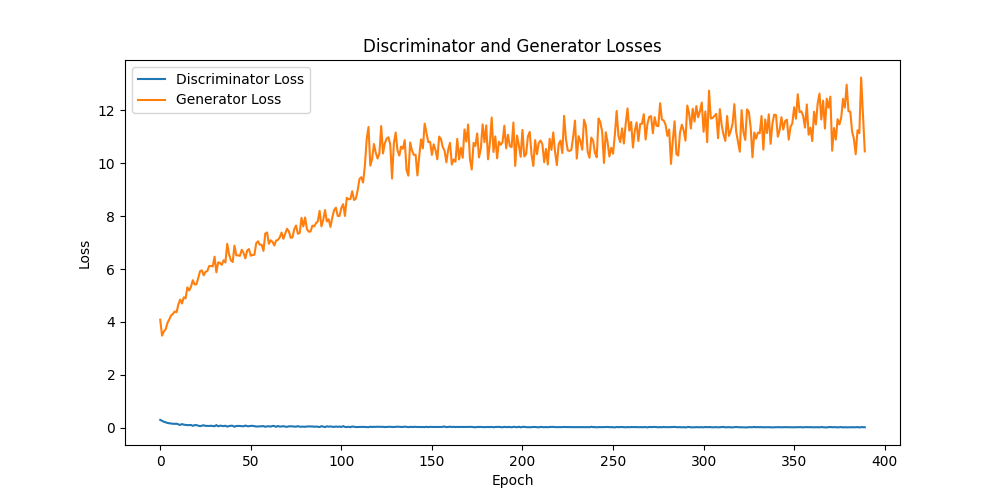 Discriminator and Generator Losses
Discriminator Loss
Generator Loss
12
10
8
6
4
2
0
Loss
0 50 100 150 200 250 300 350 400
Epoch